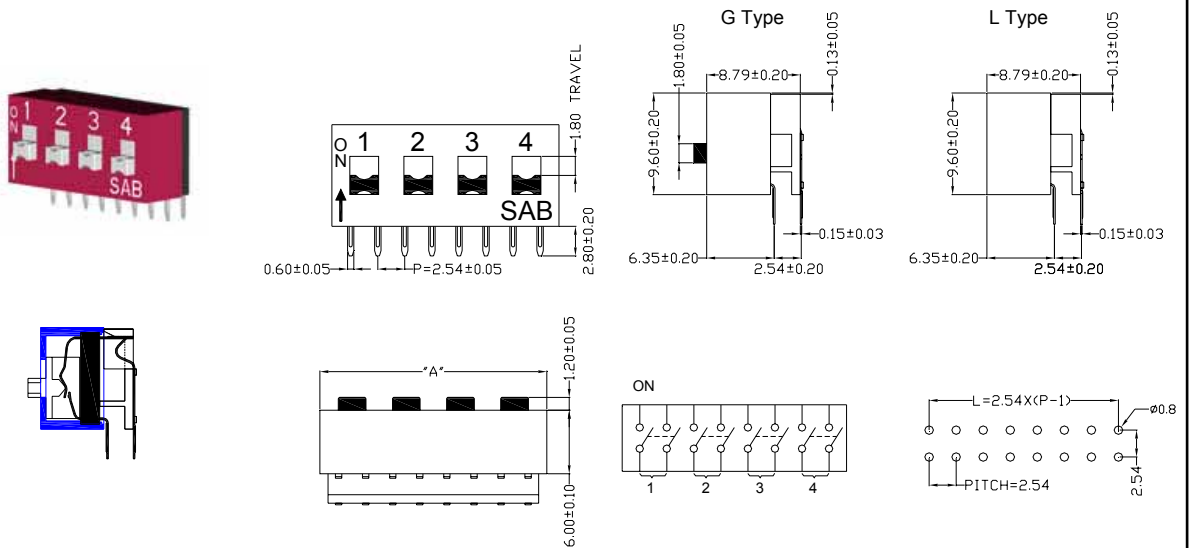 G Type
L Type
O
N
1 2 3 4
SAB
O
N
1 2 3 4
SAB
1.80 TRAVEL
2.80±0.20
0.60±0.05
P=2.54±0.05
1.80±0.05
8.79±0.20
0.13±0.05
9.60±0.20
0.15±0.03
6.35±0.20
2.54±0.20
8.79±0.20
0.13±0.05
9.60±0.20
0.15±0.03
6.35±0.20
2.54±0.20
"A"
1.20±0.05
6.00±0.10
ON
1 2 3 4
L=2.54X(P-1)
ø0.8
PITCH=2.54
2.54